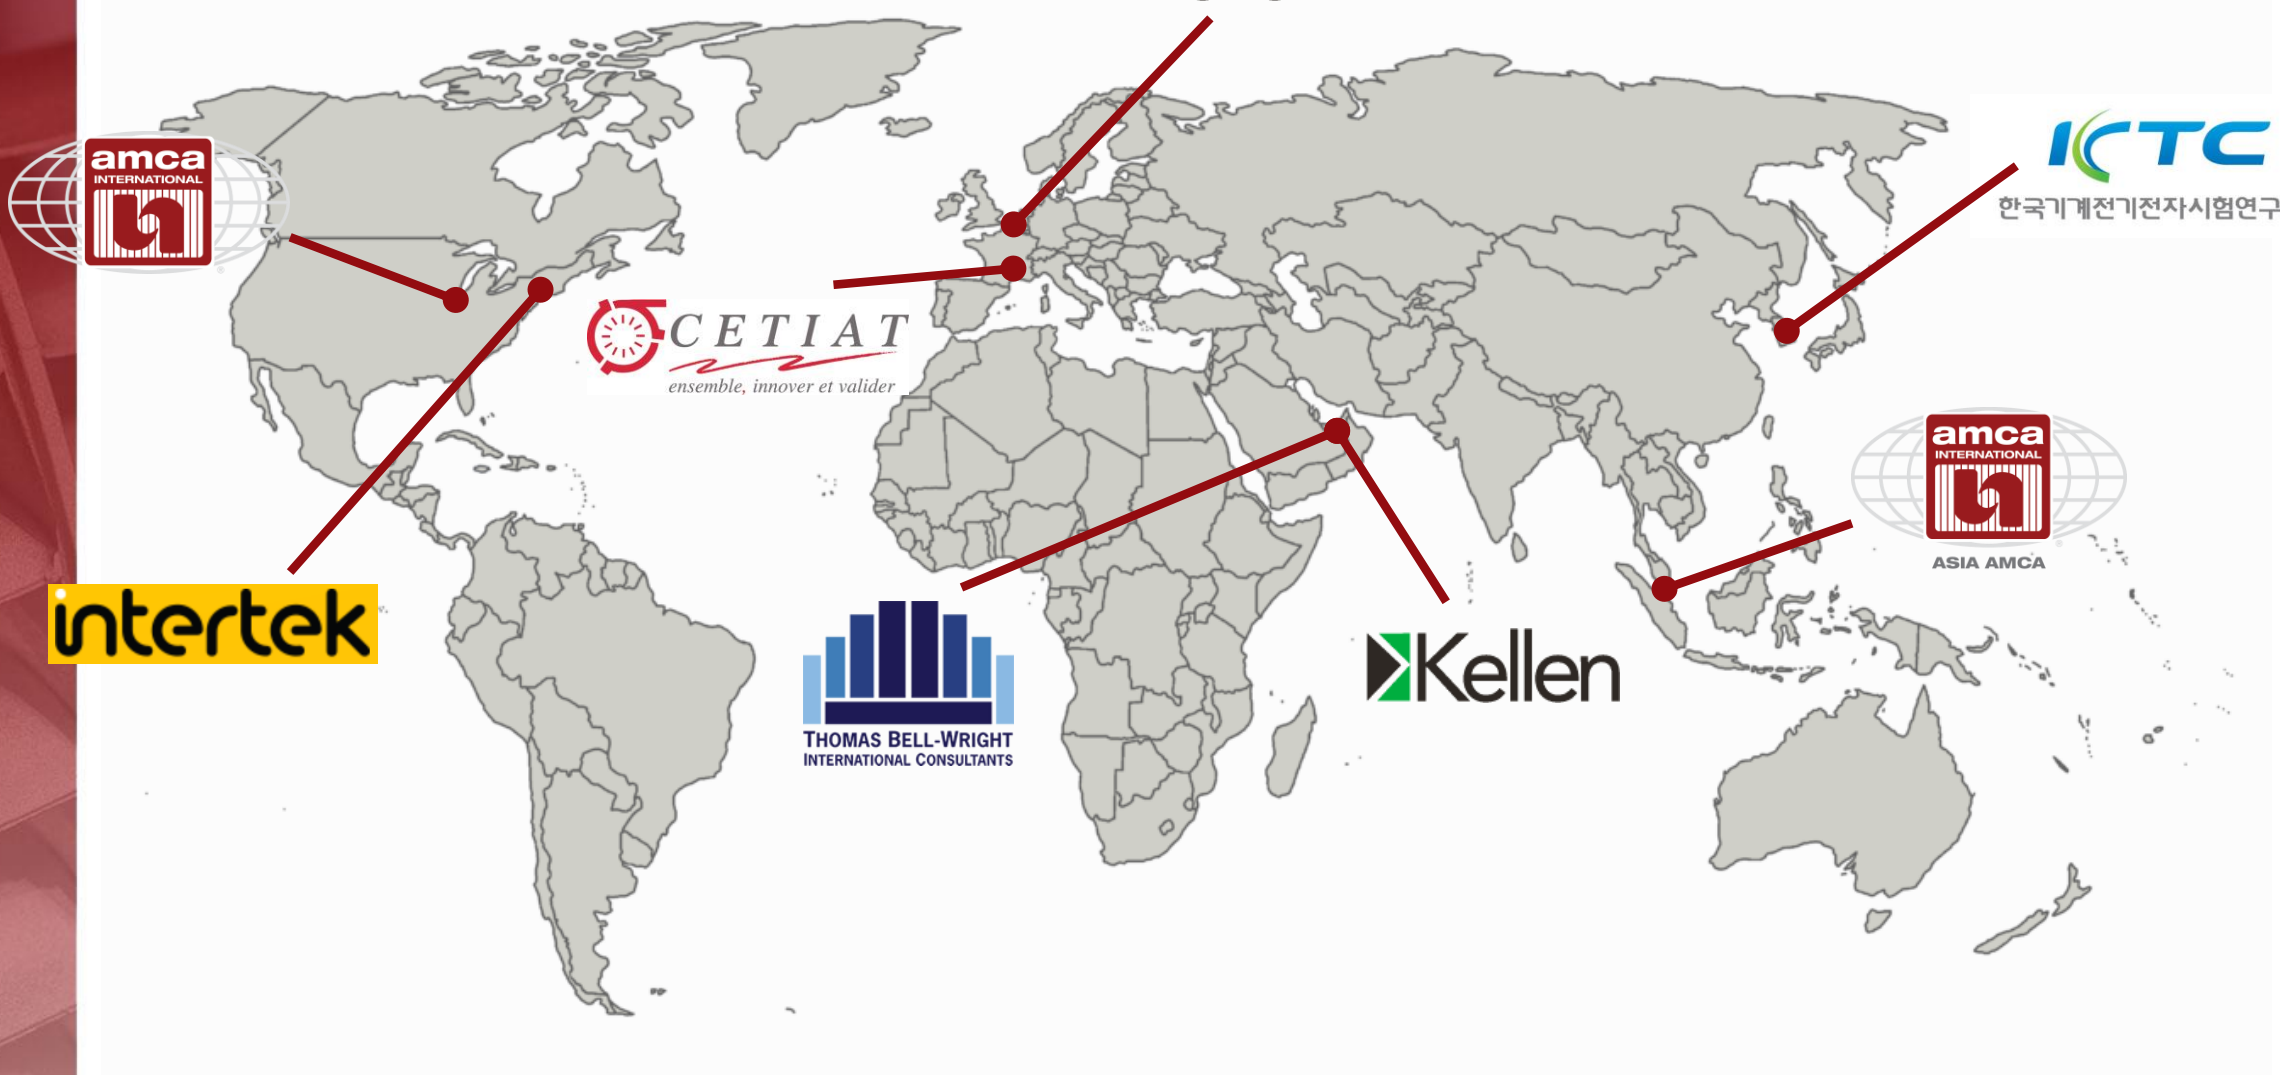 amca
INTERNATIONAL
KTC
한국기계전기전자시험연구
CETIAT
ensemble, innover et valider
amca
INTERNATIONAL
ASIA AMCA
intertek
Kellen
THOMAS BELL-WRIGHT
INTERNATIONAL CONSULTANTS